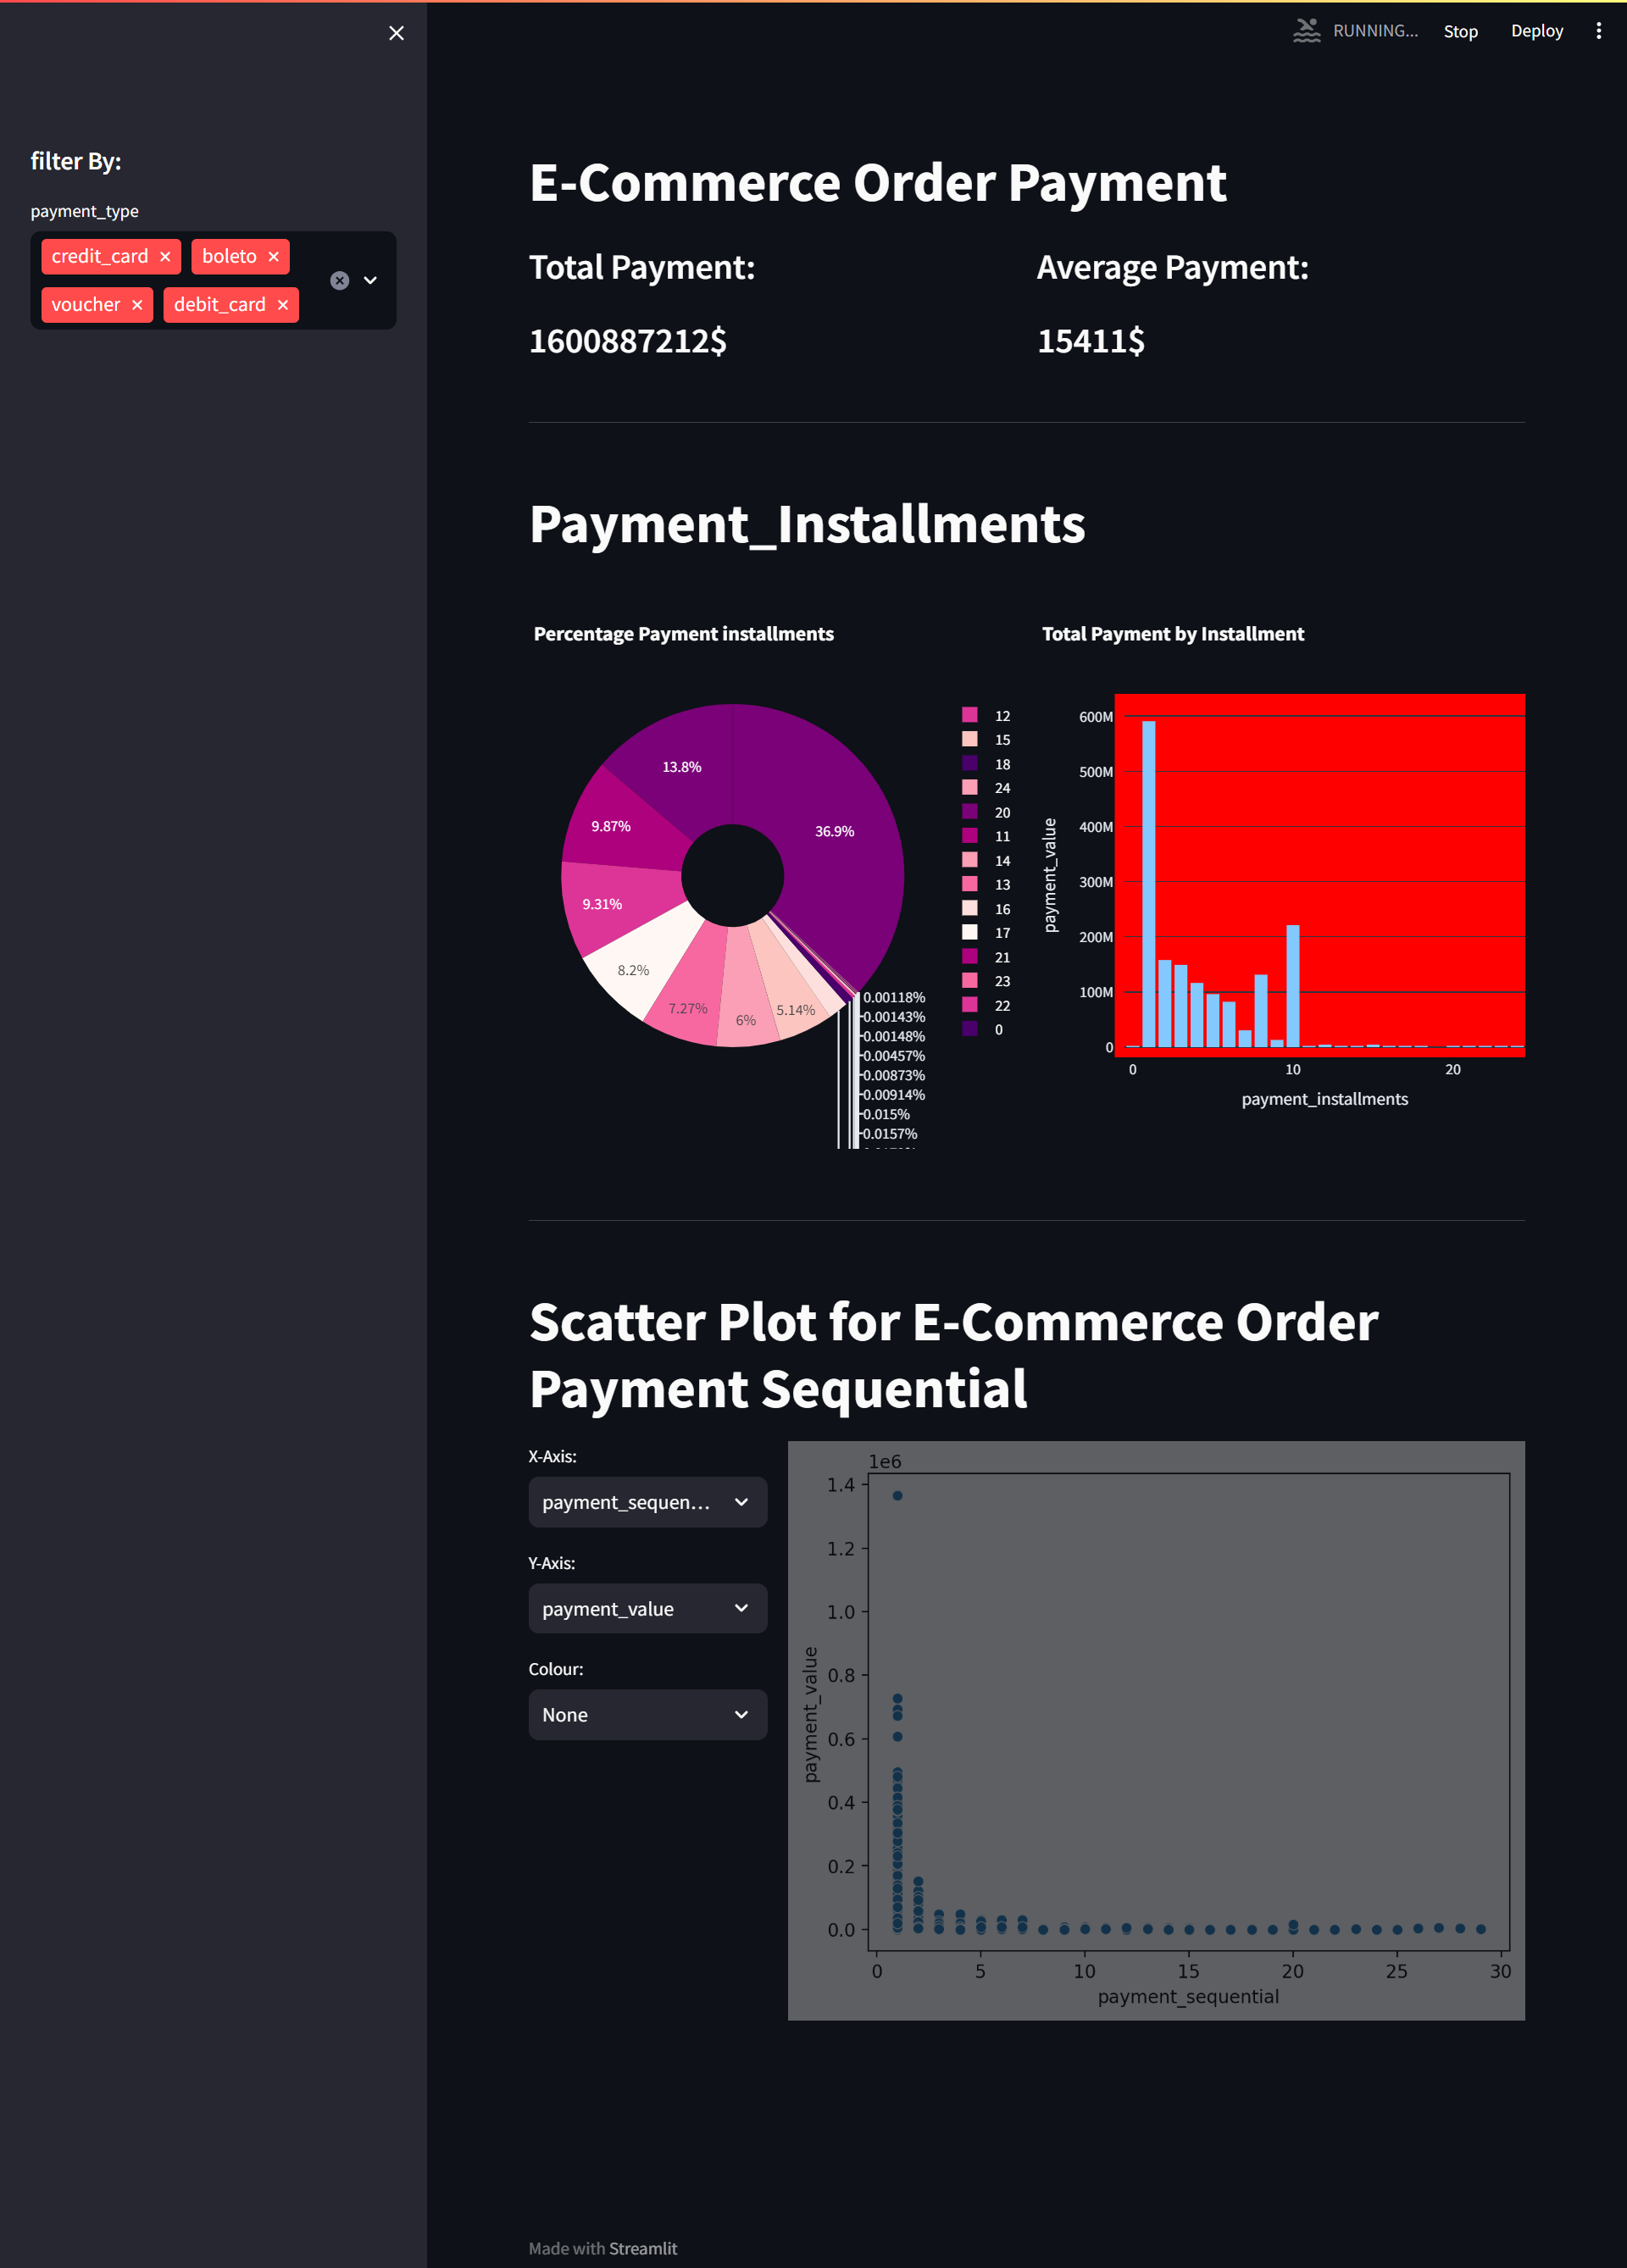 RUNNING...
Stop
Deploy
filter By:
payment_type
credit_card
boleto
voucher
debit_card
E-Commerce Order Payment
Total Payment:
Average Payment:
1600887212$
15411$
Payment_Installments
Percentage Payment installments
36.9%
13.8%
9.87%
9.31%
8.2%
7.27%
6%
5.14%
0.00118%
0.00143%
0.00148%
0.00457%
0.00873%
0.00914%
0.015%
0.0157%
12
15
18
24
20
11
14
13
16
17
21
23
22
0
Total Payment by Installment
payment_value
600M
500M
400M
300M
200M
100M
0
0
10
20
payment_installments
Scatter Plot for E-Commerce Order
Payment Sequential
X-Axis:
payment_sequen...
Y-Axis:
payment_value
Colour:
None
1e6
payment_value
1.4
1.2
1.0
0.8
0.6
0.4
0.2
0.0
0
5
10
15
20
25
30
payment_sequential
Made with Streamlit